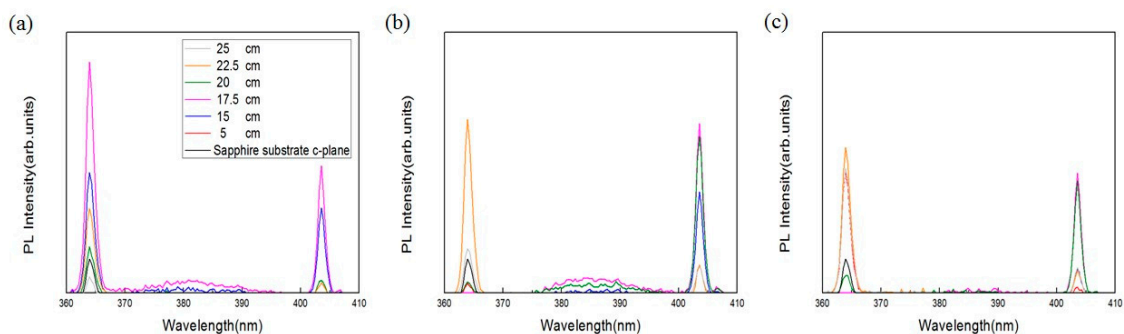 (a)
25 cm
22.5 cm
20 cm
17.5 cm
15 cm
5 cm
Sapphire substrate c-plane
PL Intensity(arb.units)
360 370 380 390 400 410
Wavelength(nm)
(b)
PL Intensity(arb.units)
360 370 380 390 400 410
Wavelength(nm)
(c)
PL Intensity(arb.units)
360 370 380 390 400 410
Wavelength(nm)